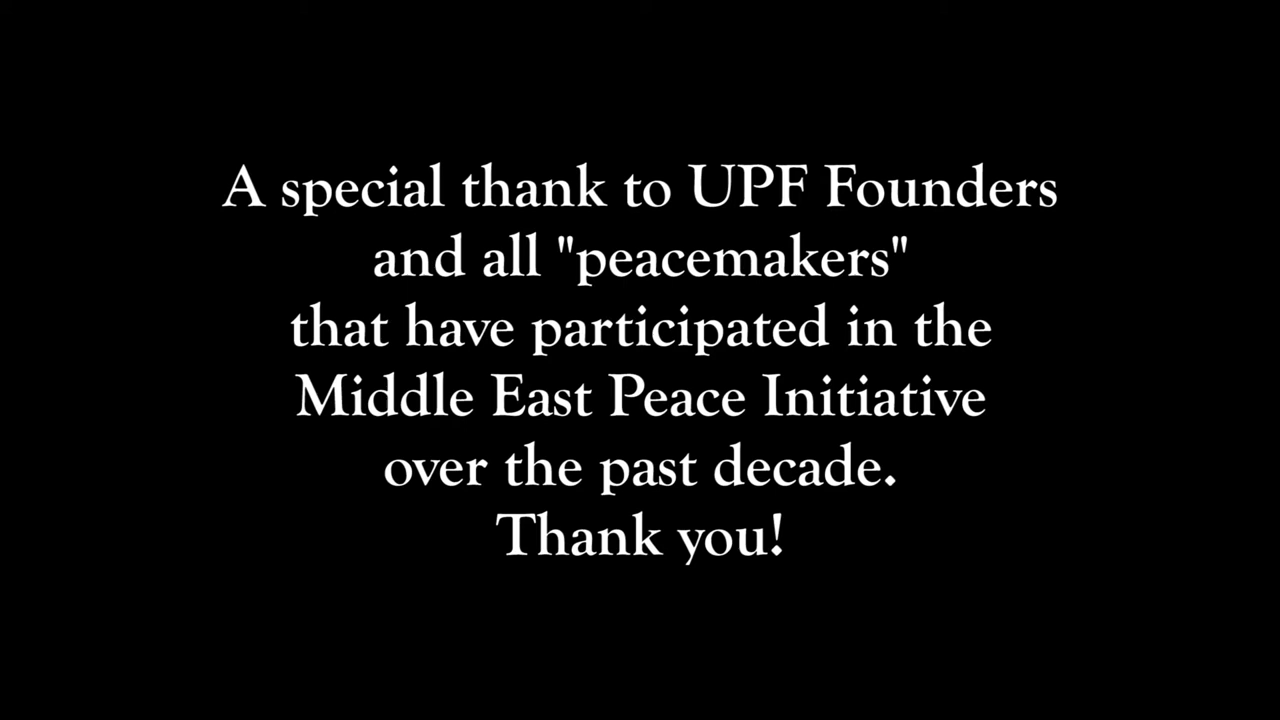 A special thank to UPF Founders
and all "peacemakers"
that have participated in the
Middle East Peace Initiative
over the past decade.
Thank you!